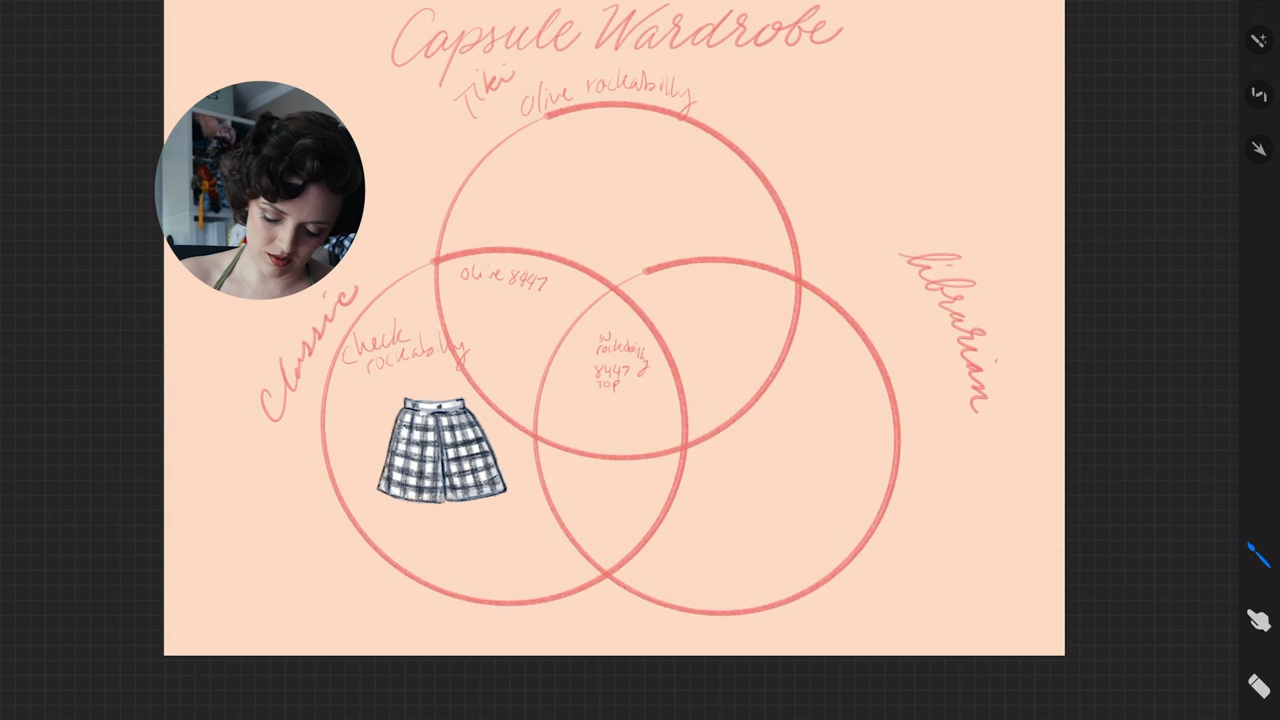 Capsule Wardrobe
Tiki
Olive rockabilly
Classic
librarian
olive 8447
check
rockabilly
W
rockabilly
8447
TOP